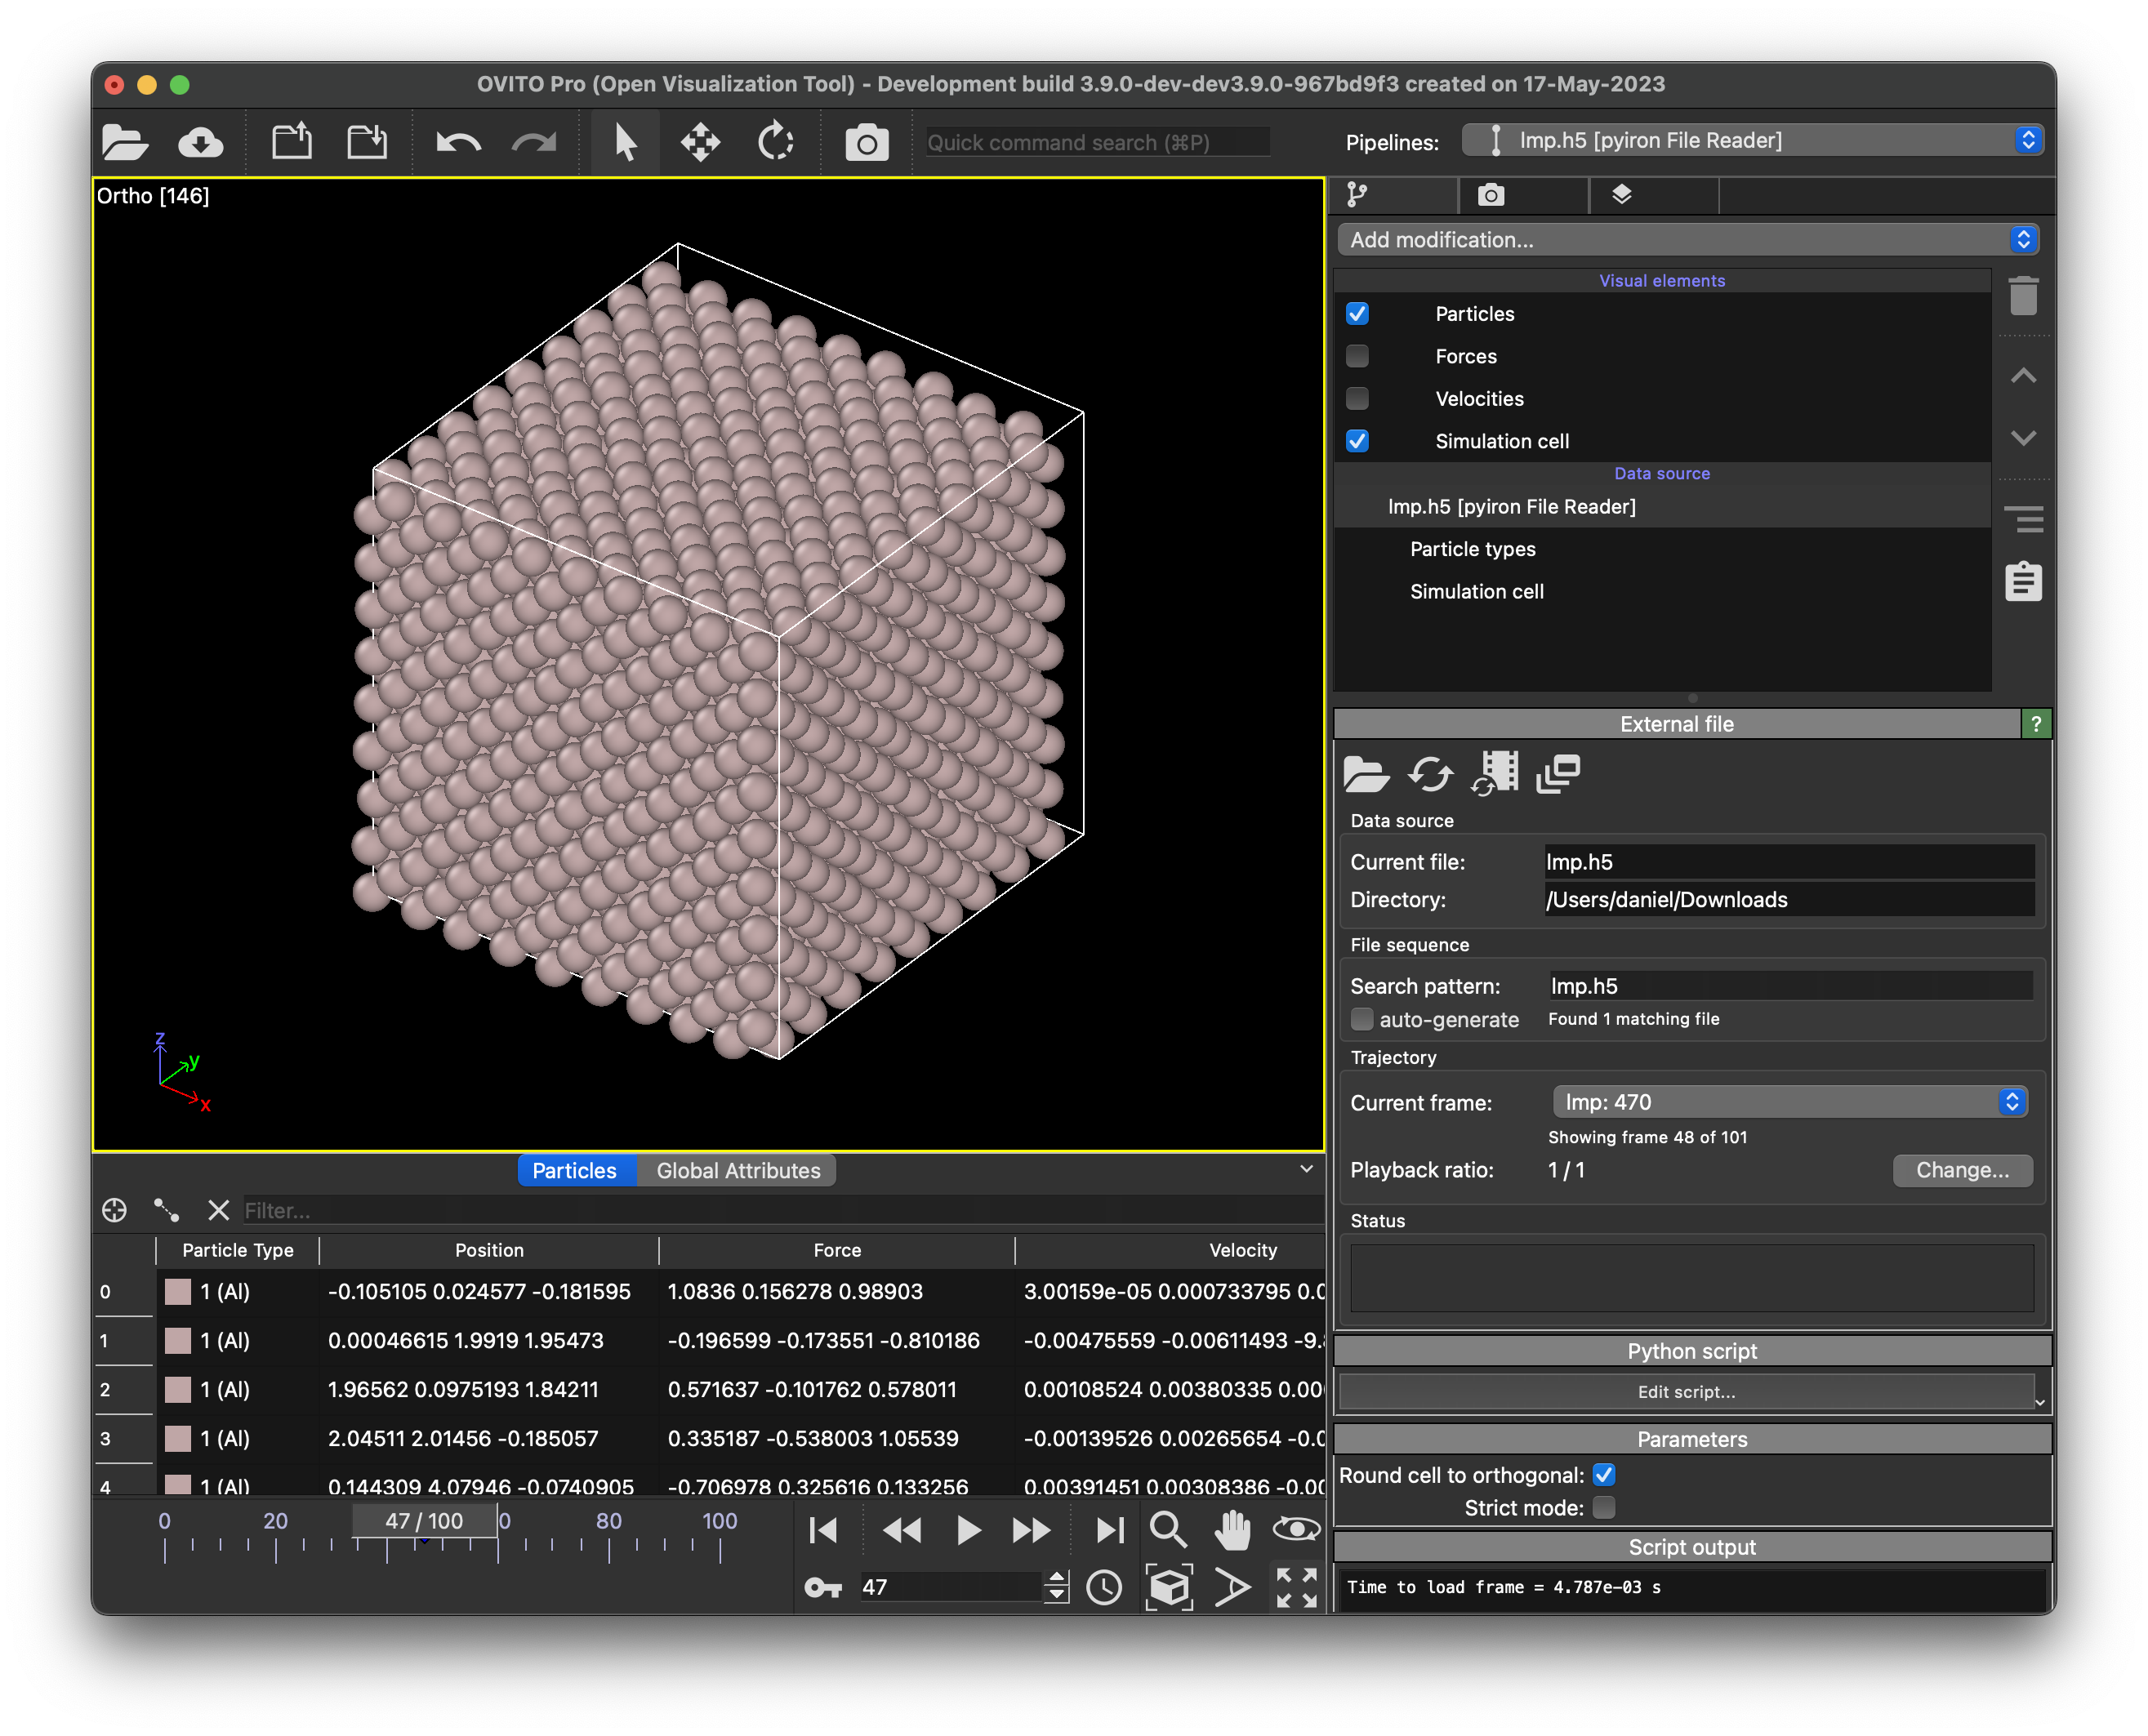 OVITO Pro (Open Visualization Tool) - Development build 3.9.0-dev-dev3.9.0-967bd9f3 created on 17-May-2023
Quick command search (⌘P)
Pipelines:
lmp.h5 [pyiron File Reader]
Ortho [146]
z
y
x
Add modification...
Visual elements
Particles
Forces
Velocities
Simulation cell
Data source
lmp.h5 [pyiron File Reader]
Particle types
Simulation cell
External file
?
Data source
Current file: lmp.h5
Directory: /Users/daniel/Downloads
File sequence
Search pattern: lmp.h5
auto-generate Found 1 matching file
Trajectory
Current frame: lmp: 470
Showing frame 48 of 101
Playback ratio: 1 / 1 Change...
Status
Python script
Edit script...
Parameters
Round cell to orthogonal:
Strict mode:
Script output
Time to load frame = 4.787e-03 s
Particles Global Attributes
Filter...
Particle Type Position Force Velocity
0 1 (Al) -0.105105 0.024577 -0.181595 1.0836 0.156278 0.98903 3.00159e-05 0.000733795 0.0
1 1 (Al) 0.00046615 1.9919 1.95473 -0.196599 -0.173551 -0.810186 -0.00475559 -0.00611493 -9.
2 1 (Al) 1.96562 0.0975193 1.84211 0.571637 -0.101762 0.578011 0.00108524 0.00380335 0.00
3 1 (Al) 2.04511 2.01456 -0.185057 0.335187 -0.538003 1.05539 -0.00139526 0.00265654 -0.0
4 1 (Al) 0.144309 4.07946 -0.0740905 -0.706978 0.325616 0.133256 0.00391451 0.00308386 -0.00
0 20 47 / 100 0 80 100
47